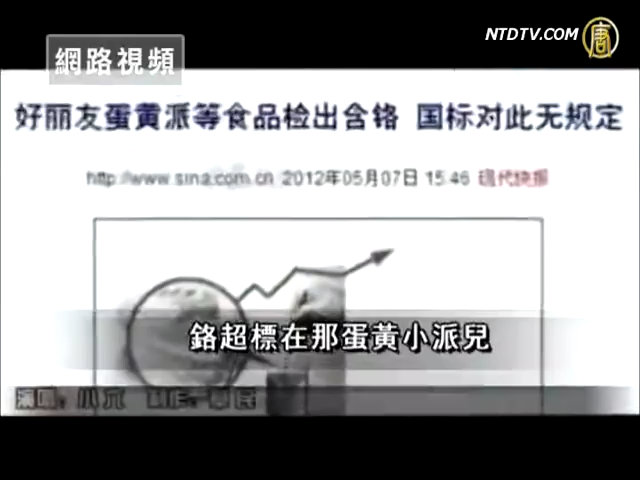 NTDTV.COM 唐
網路視頻
好丽友蛋黄派等食品检出含铬 国标对此无规定
http://www.sina.com.cn 2012年05月07日 15:46 现代快报
鉻超標在那蛋黃小派兒